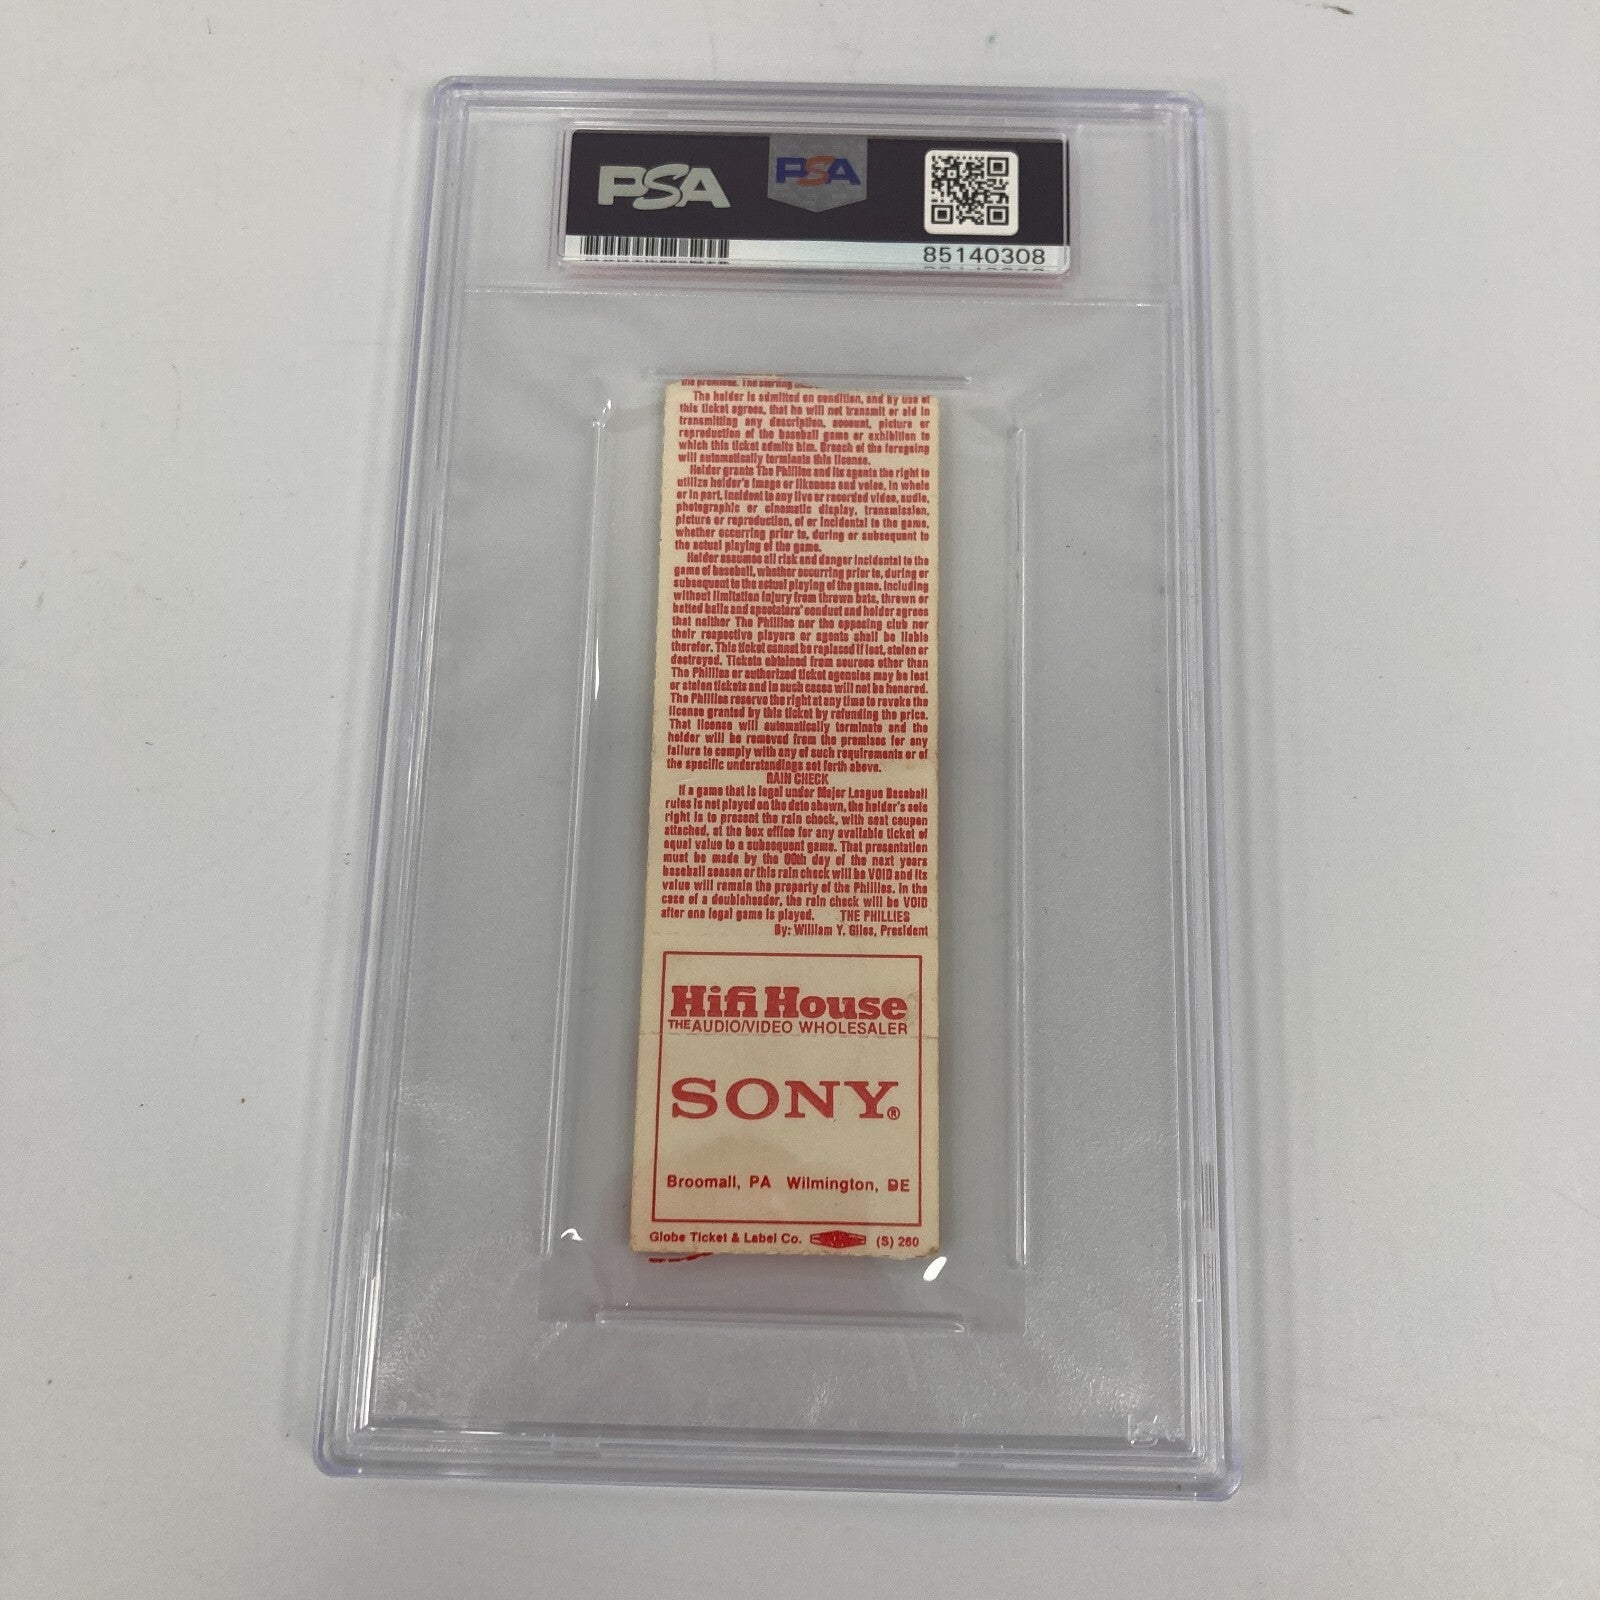 PSA
PSA
85140308
the premises. The starting
The holder is admitted on condition, and by use of
this ticket agrees, that he will not transmit or aid in
transmitting any description, account, picture or
reproduction of the baseball game or exhibition to
which this ticket admits him. Breach of the foregoing
will automatically terminate this license.
Holder grants The Phillies and its agents the right to
utilize holder's image or likeness and voice, in whole
or in part, incident to any live or recorded video, audio,
photographic or cinematic display, transmission,
picture or reproduction, of or incidental to the game,
whether occurring prior to, during or subsequent to
the actual playing of the game.
Holder assumes all risk and danger incidental to the
game of baseball, whether occurring prior to, during or
subsequent to the actual playing of the game, including
without limitation injury from thrown bats, thrown or
batted balls and spectators' conduct and holder agrees
that neither The Phillies nor the opposing club nor
their respective players or agents shall be liable
therefor. This ticket cannot be replaced if lost, stolen or
destroyed. Tickets obtained from sources other than
The Phillies or authorized ticket agencies may be lost
or stolen tickets and in such cases will not be honored.
The Phillies reserve the right at any time to revoke the
license granted by this ticket by refunding the price.
That license will automatically terminate and the
holder will be removed from the premises for any
failure to comply with any of such requirements or of
the specific understandings set forth above.
RAIN CHECK
If a game that is legal under Major League Baseball
rules is not played on the date shown, the holder's sole
right is to present the rain check, with seat coupon
attached, at the box office for any available ticket of
equal value to a subsequent game. That presentation
must be made by the 60th day of the next years
baseball season or this rain check will be VOID and its
value will remain the property of the Phillies. In the
case of a doubleheader, the rain check will be VOID
after one legal game is played. THE PHILLIES
By: William Y. Giles, President
Hifi House
THE AUDIO/VIDEO WHOLESALER
SONY®
Broomall, PA Wilmington, DE
Globe Ticket & Label Co. (S) 260